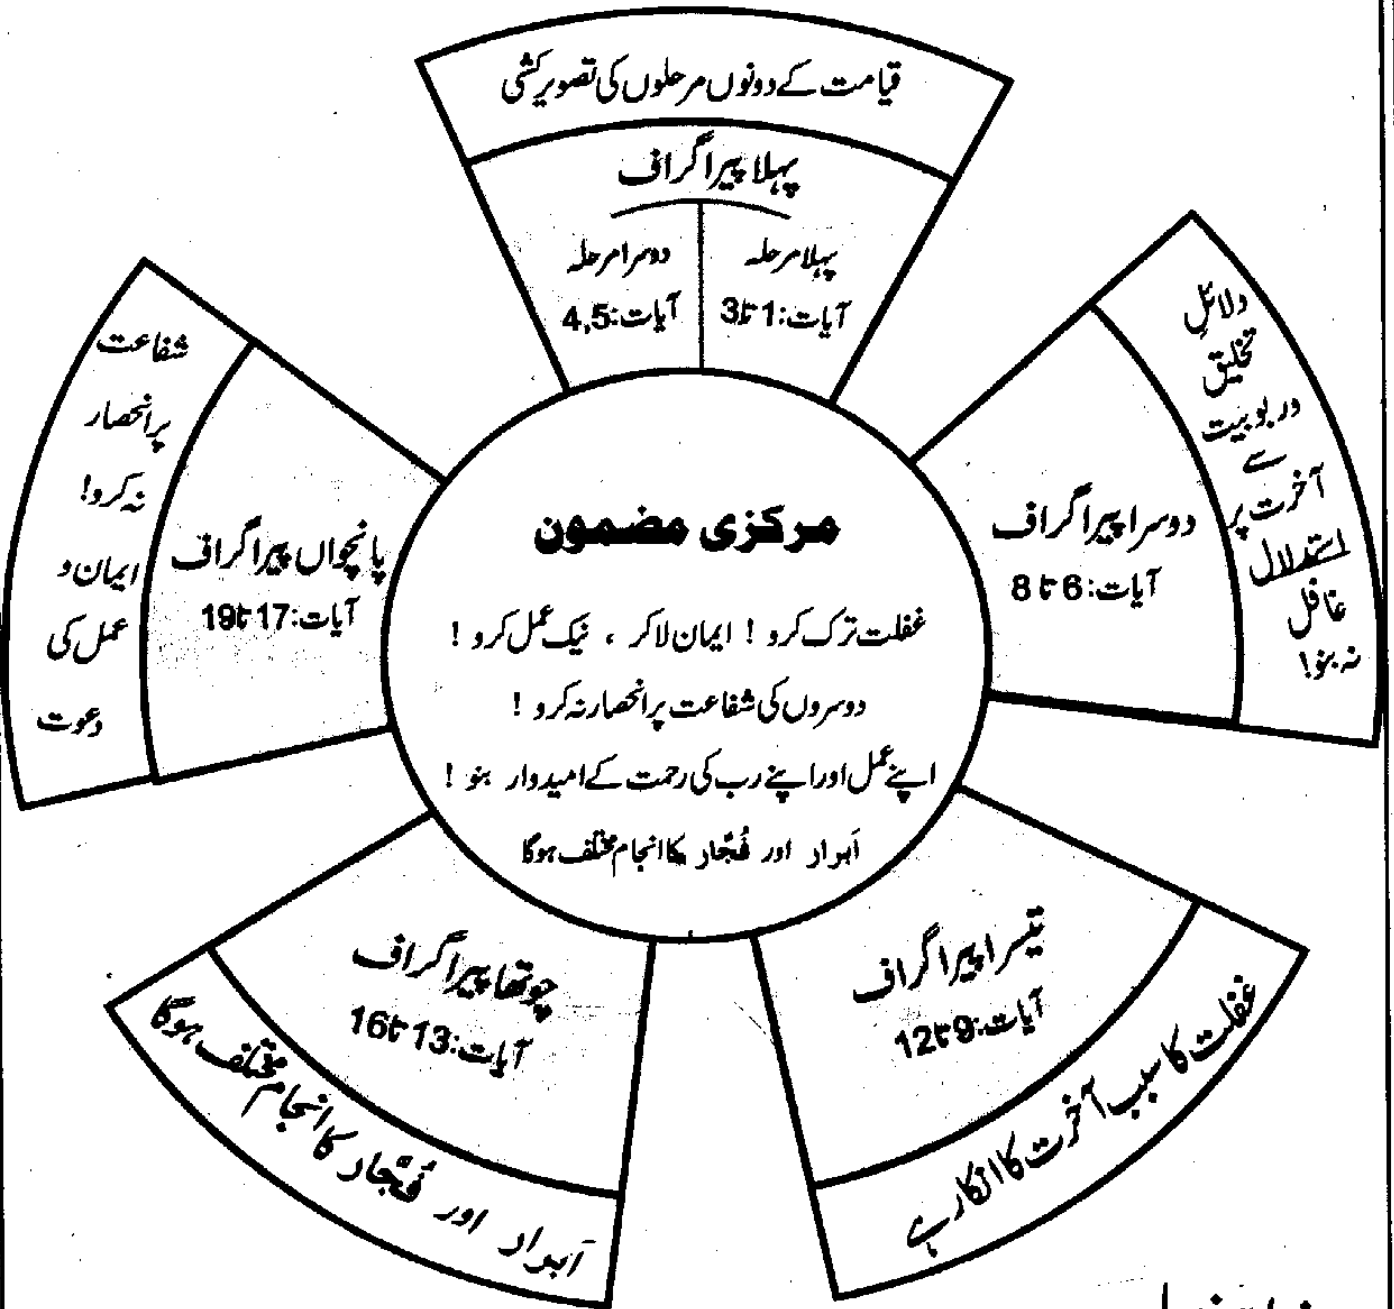 قیامت کے دونوں مرحلوں کی تصویر کشی
پہلا پیراگراف
پہلا مرحلہ
آیات: 1 تا 3
دوسرا مرحلہ
آیات: 4,5
دلائلِ
تخلیق
و ربوبیت
سے
آخرت پر
استدلال
غافل
نہ بنو!
دوسرا پیراگراف
آیات: 6 تا 8
تیسرا پیراگراف
آیات: 9 تا 12
غفلت کا سبب آخرت کا انکار ہے
چوتھا پیراگراف
آیات: 13 تا 16
اَبرار اور فُجّار کا انجام مختلف ہوگا
پانچواں پیراگراف
آیات: 17 تا 19
شفاعت
پر انحصار
نہ کرو!
ایمان و
عمل کی
دعوت
مرکزی مضمون
غفلت ترک کرو ! ایمان لا کر ، نیک عمل کرو !
دوسروں کی شفاعت پر انحصار نہ کرو !
اپنے عمل اور اپنے رب کی رحمت کے امیدوار بنو !
اَبرار اور فُجّار کا انجام مختلف ہوگا